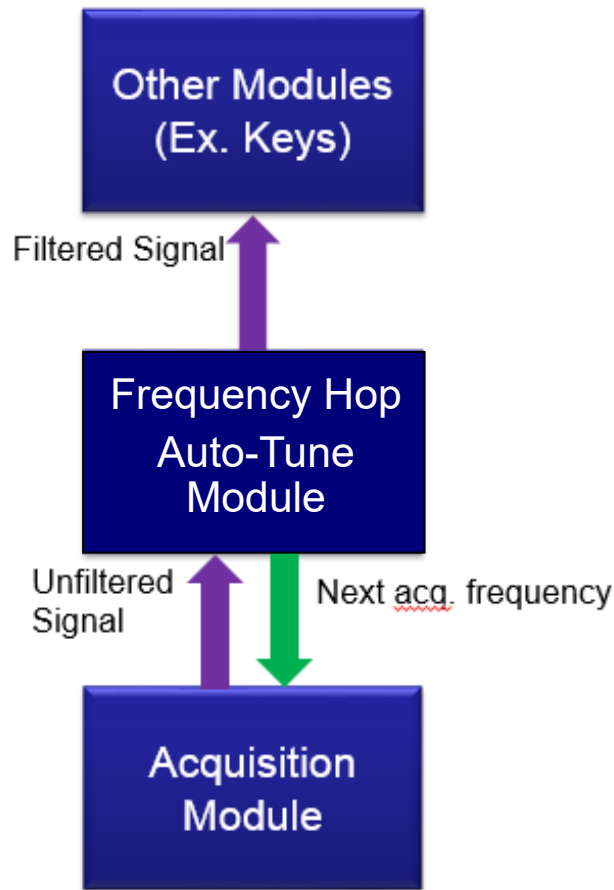 Other Modules
(Ex. Keys)
Filtered Signal
Frequency Hop
Auto-Tune
Module
Unfiltered
Signal
Next acq. frequency
Acquisition
Module